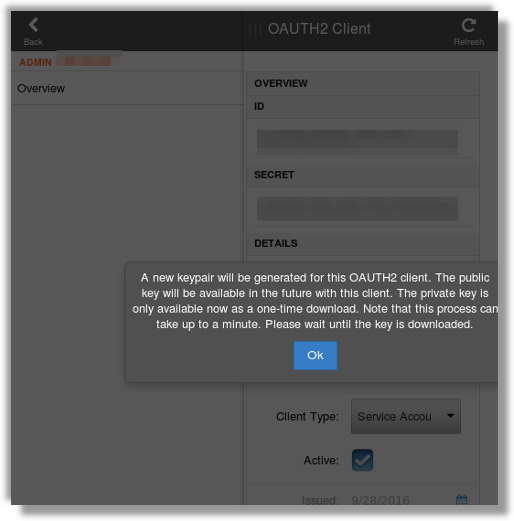 OAUTH2 Client
Back
Refresh
ADMIN -
Overview
OVERVIEW
ID
SECRET
DETAILS
A new keypair will be generated for this OAUTH2 client. The public
key will be available in the future with this client. The private key is
only available now as a one-time download. Note that this process can
take up to a minute. Please wait until the key is downloaded.
Ok
Client Type: Service Accou
Active:
Issued: 9/28/2016